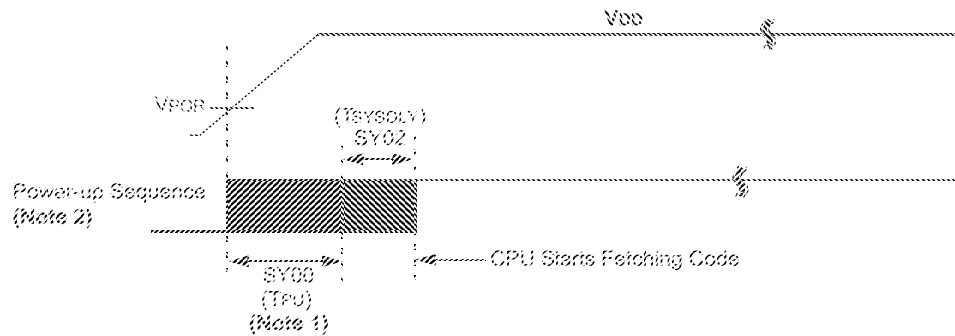 VDD
VPOR
(TSYSDLY)
SY02
Power-up Sequence
(Note 2)
CPU Starts Fetching Code
SY00
(TPU)
(Note 1)